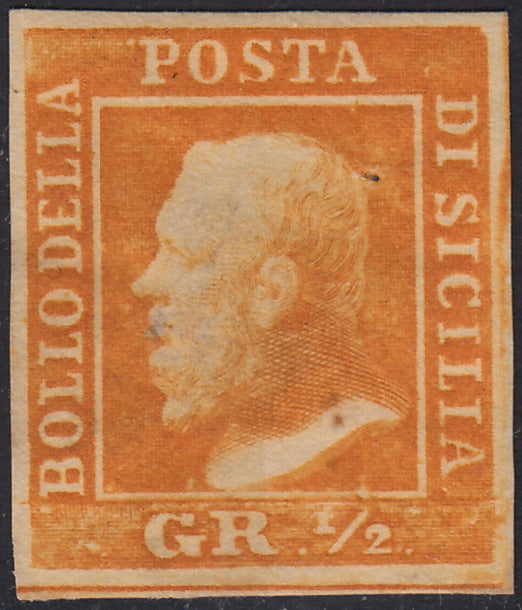 BOLLO DELLA
POSTA
DI SICILIA
GR. 1/2.